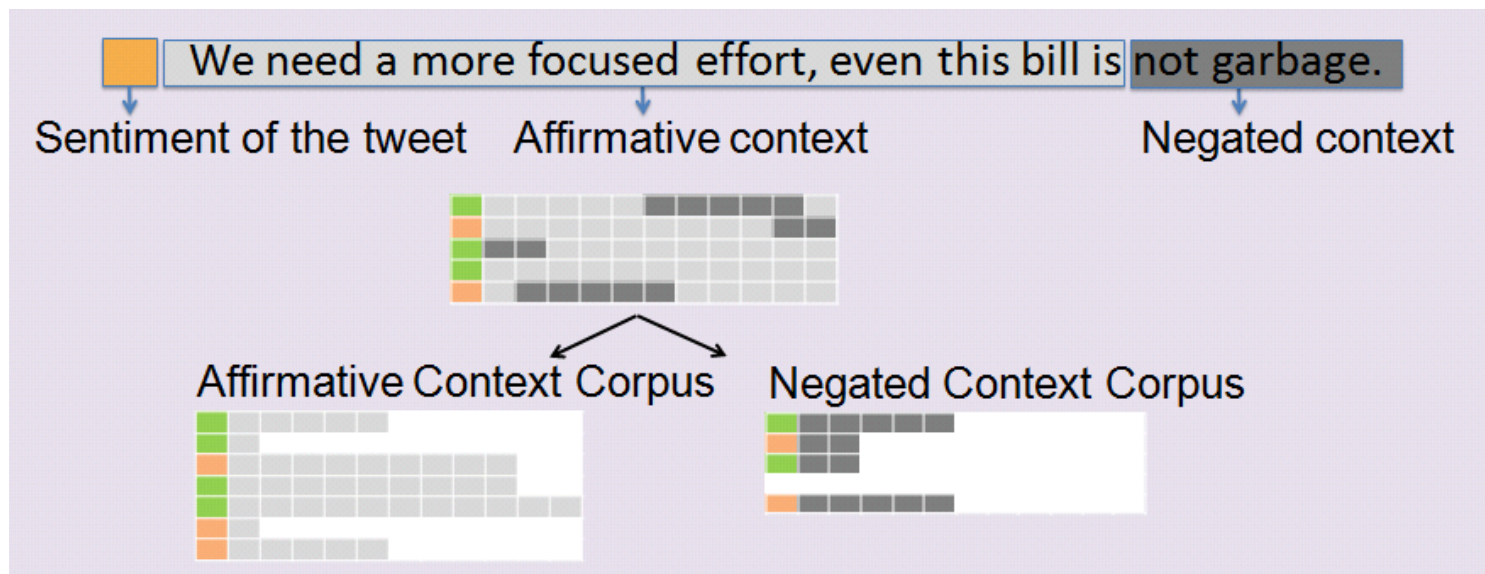 We need a more focused effort, even this bill is not garbage.
Sentiment of the tweet Affirmative context Negated context
Affirmative Context Corpus Negated Context Corpus